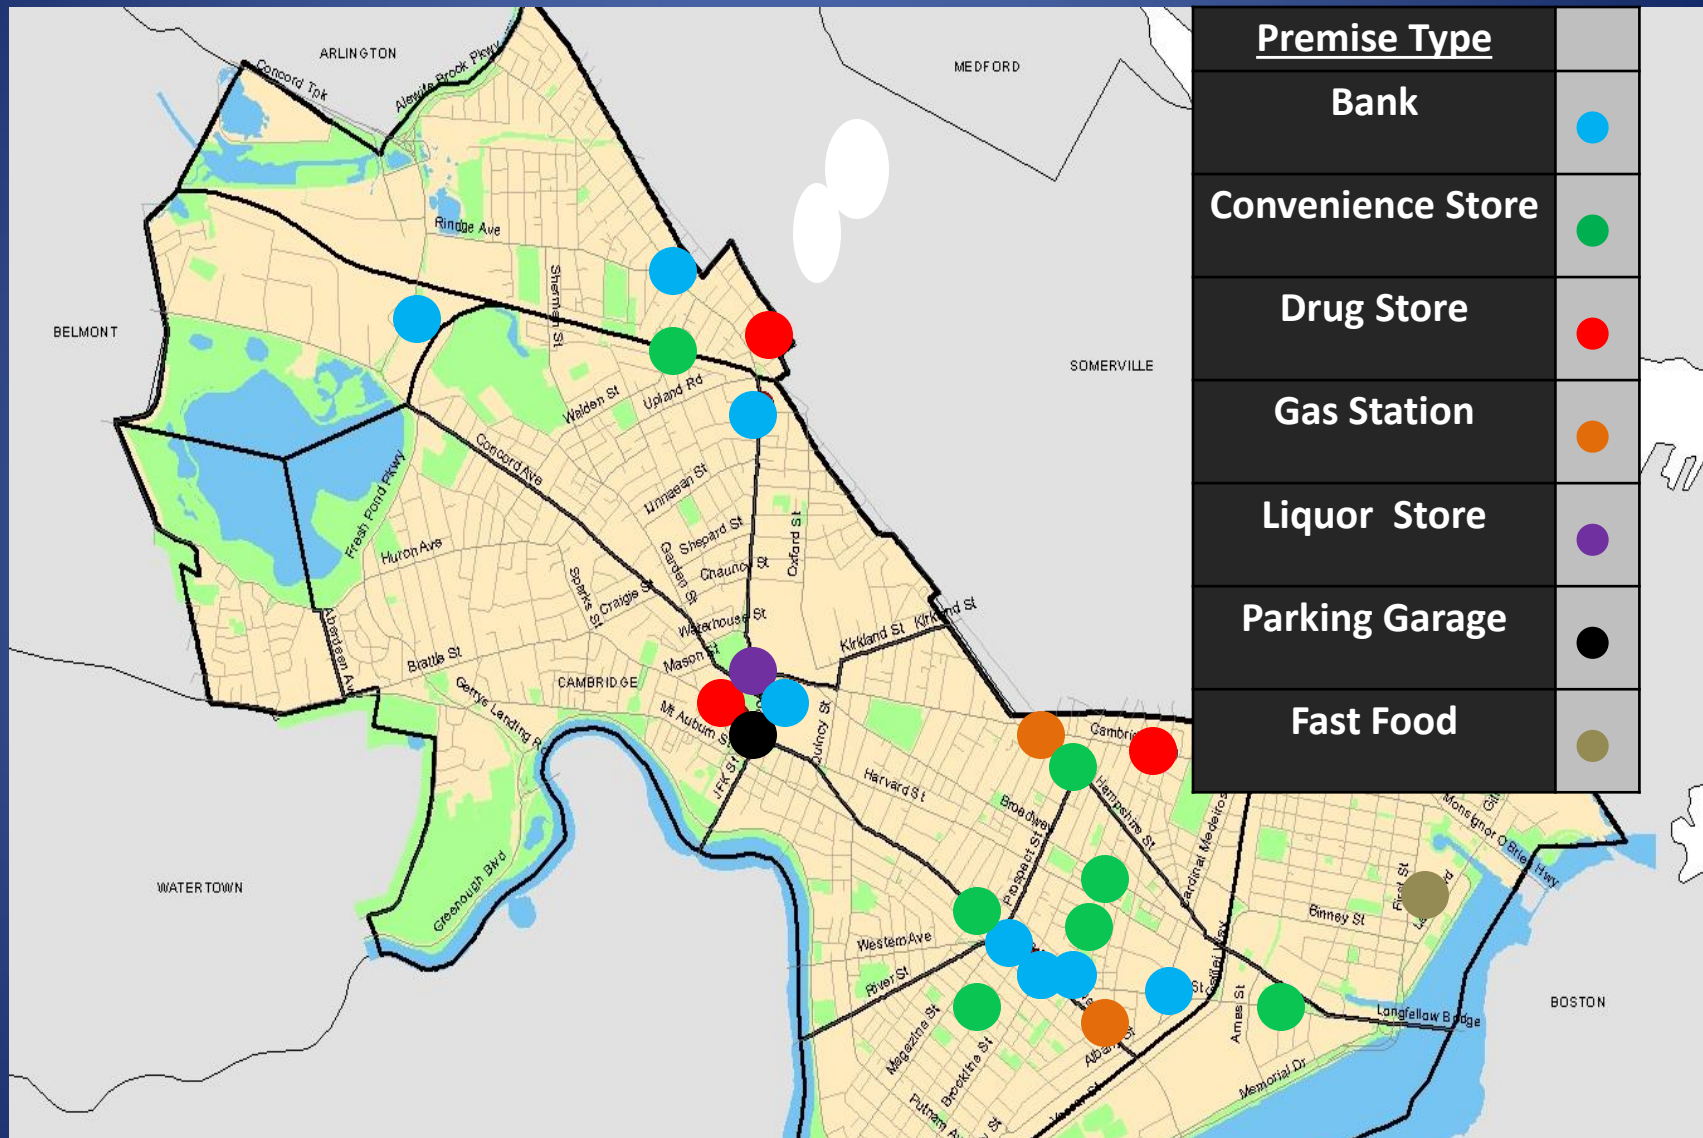 Premise Type
Bank
Convenience Store
Drug Store
Gas Station
Liquor Store
Parking Garage
Fast Food
ARLINGTON
MEDFORD
Concord Tpk
Alewife Brook Pkwy
Rindge Ave
Sherman St
BELMONT
SOMERVILLE
Walden St
Upland Rd
Concord Ave
Linnaean St
Fresh Pond Pkwy
Huron Ave
Shepard St
Oxford St
Garden St
Chauncy St
Sparks St
Craigie St
Waterhouse St
Kirkland St
Kirkland St
Aberdeen Ave
Brattle St
Mason St
CAMBRIDGE
Gerrys Landing Rd
Mt Auburn St
Quincy St
JFK St
Harvard St
Broadway
Hampshire St
Prospect St
Cardinal Medeiros
Monsignor O'Brien Hwy
WATERTOWN
Greenough Blvd
Binney St
First St
Western Ave
River St
St
Ames St
Longfellow Bridge
BOSTON
Magazine St
Brookline St
Albany St
Memorial Dr
Vassar St